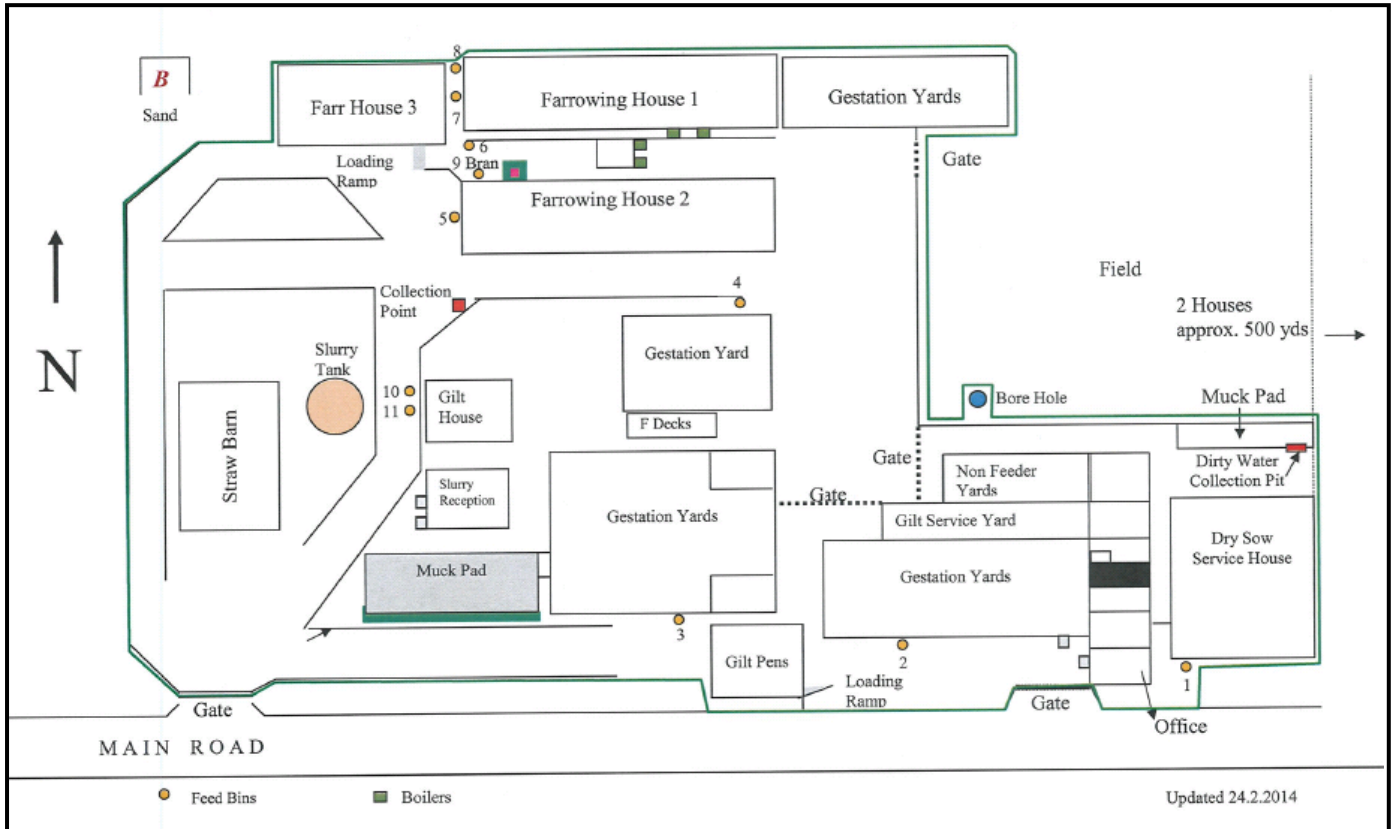 B
Sand
8
7
Farr House 3
Farrowing House 1
Gestation Yards
6
9 Bran
Loading
Ramp
Gate
Farrowing House 2
5
Field
4
Collection
Point
2 Houses
approx. 500 yds
N
Slurry
Tank
Gestation Yard
10
11
Gilt
House
Bore Hole
Muck Pad
F Decks
Straw Barn
Gate
Dirty Water
Collection Pit
Non Feeder
Yards
Slurry
Reception
Gate
Gestation Yards
Gilt Service Yard
Dry Sow
Service House
Muck Pad
Gestation Yards
3
2
Gilt Pens
Loading
Ramp
1
Gate
Gate
Office
MAIN ROAD
Feed Bins
Boilers
Updated 24.2.2014